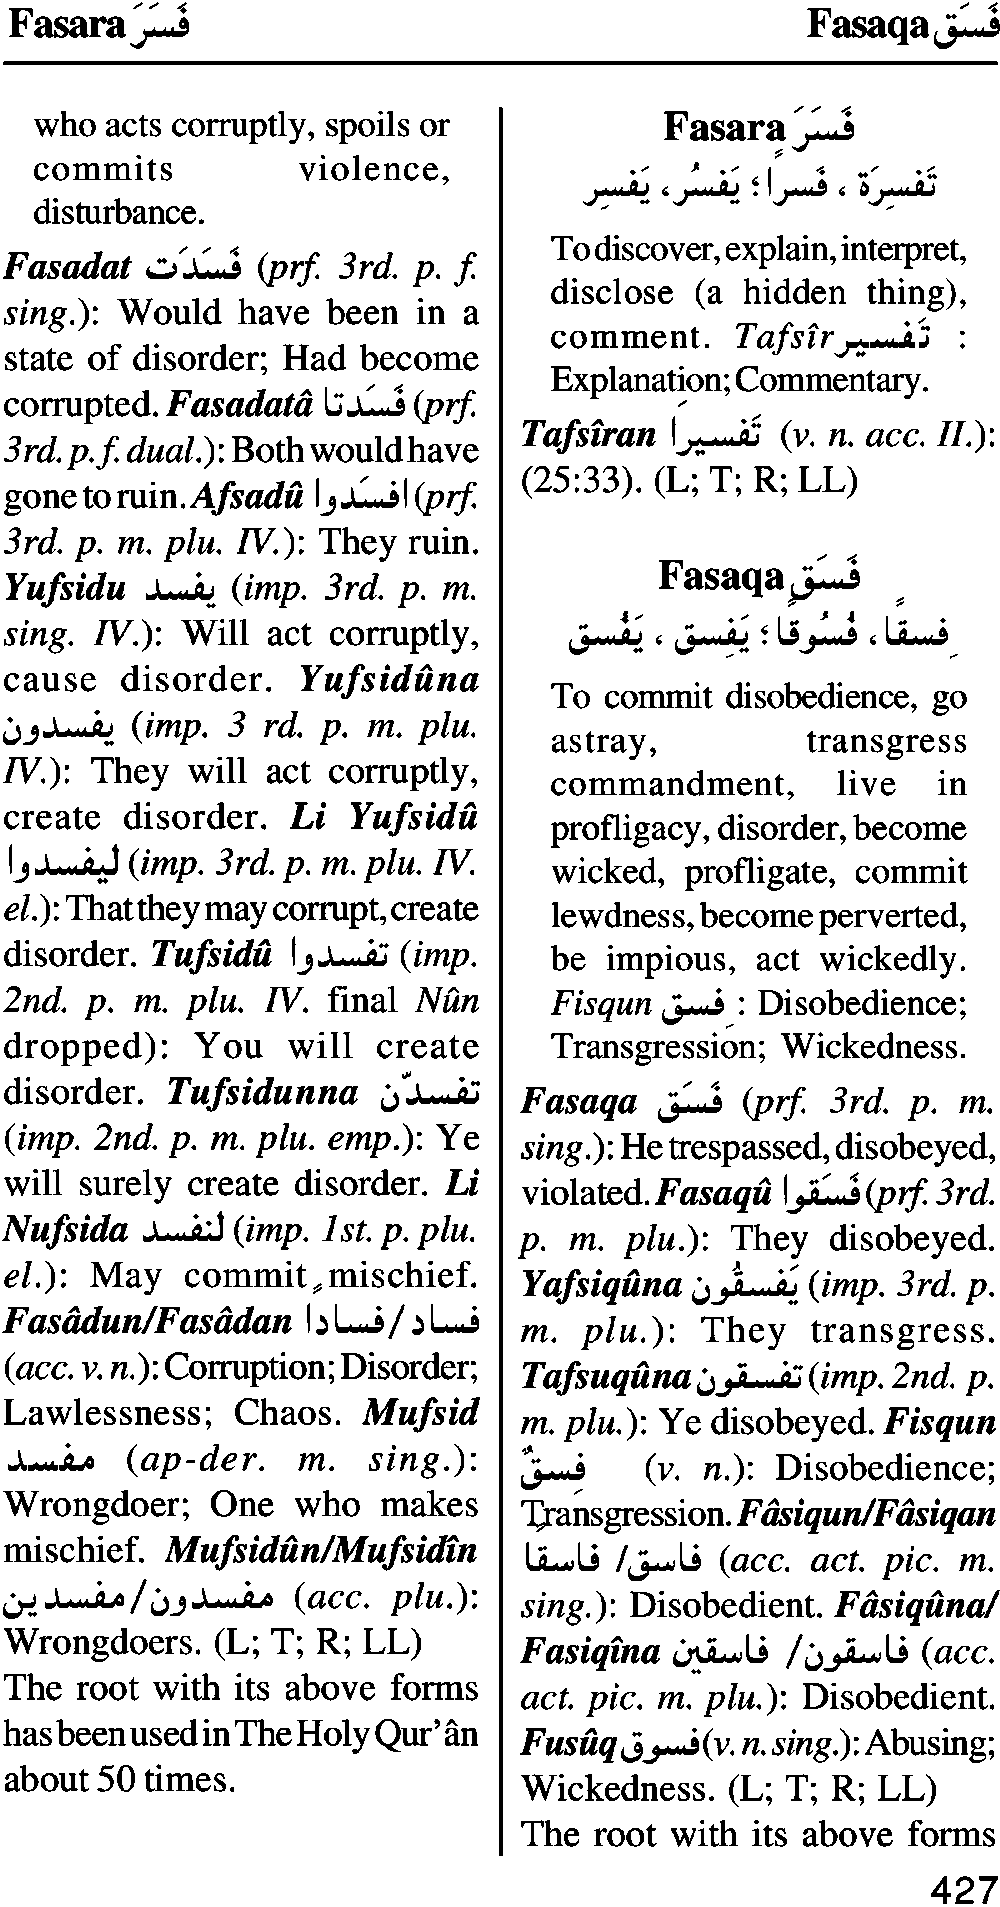 Fasara فَسَرَ
Fasaqa فَسَق
who acts corruptly, spoils or
commits violence,
disturbance.
Fasadat فَسَدَت (prf. 3rd. p. f.
sing.): Would have been in a
state of disorder; Had become
corrupted. Fasadatâ فَسَدتا (prf.
3rd. p. f. dual.): Both would have
gone to ruin. Afsadû افسَدوا (prf.
3rd. p. m. plu. IV.): They ruin.
Yufsidu يفسد (imp. 3rd. p. m.
sing. IV.): Will act corruptly,
cause disorder. Yufsidûna
يفسدون (imp. 3 rd. p. m. plu.
IV.): They will act corruptly,
create disorder. Li Yufsidû
ليفسدوا (imp. 3rd. p. m. plu. IV.
el.): That they may corrupt, create
disorder. Tufsidû تفسدوا (imp.
2nd. p. m. plu. IV. final Nûn
dropped): You will create
disorder. Tufsidunna تفسدّن
(imp. 2nd. p. m. plu. emp.): Ye
will surely create disorder. Li
Nufsida لنفسد (imp. 1st. p. plu.
el.): May commit mischief.
Fasâdun/Fasâdan فساد/فساداً
(acc. v. n.): Corruption; Disorder;
Lawlessness; Chaos. Mufsid
مفسد (ap-der. m. sing.):
Wrongdoer; One who makes
mischief. Mufsidûn/Mufsidîn
مفسدون/مفسدين (acc. plu.):
Wrongdoers. (L; T; R; LL)
The root with its above forms
has been used in The Holy Qur’ân
about 50 times.
Fasara فَسَرَ
تَفسِرَة ، فَسراً ؛ يَفسُر، يَفسِر
To discover, explain, interpret,
disclose (a hidden thing),
comment. Tafsîr تَفسير :
Explanation; Commentary.
Tafsîran تَفسيراً (v. n. acc. II.):
(25:33). (L; T; R; LL)
Fasaqa فَسَق
فِسقًا، فُسُوقًا ؛ يَفسِق ، يَفُسق
To commit disobedience, go
astray, transgress
commandment, live in
profligacy, disorder, become
wicked, profligate, commit
lewdness, become perverted,
be impious, act wickedly.
Fisqun فِسق : Disobedience;
Transgression; Wickedness.
Fasaqa فَسَق (prf. 3rd. p. m.
sing.): He trespassed, disobeyed,
violated. Fasaqû فَسَقوا (prf. 3rd.
p. m. plu.): They disobeyed.
Yafsiqûna يَفسقُون (imp. 3rd. p.
m. plu.): They transgress.
Tafsuqûna تفسقون (imp. 2nd. p.
m. plu.): Ye disobeyed. Fisqun
فِسقٌ (v. n.): Disobedience;
Transgression. Fâsiqun/Fâsiqan
فاسق/ فاسقاً (acc. act. pic. m.
sing.): Disobedient. Fâsiqûna/
Fasiqîna فاسقون/ فاسقين (acc.
act. pic. m. plu.): Disobedient.
Fusûq فسوق (v. n. sing.): Abusing;
Wickedness. (L; T; R; LL)
The root with its above forms
427